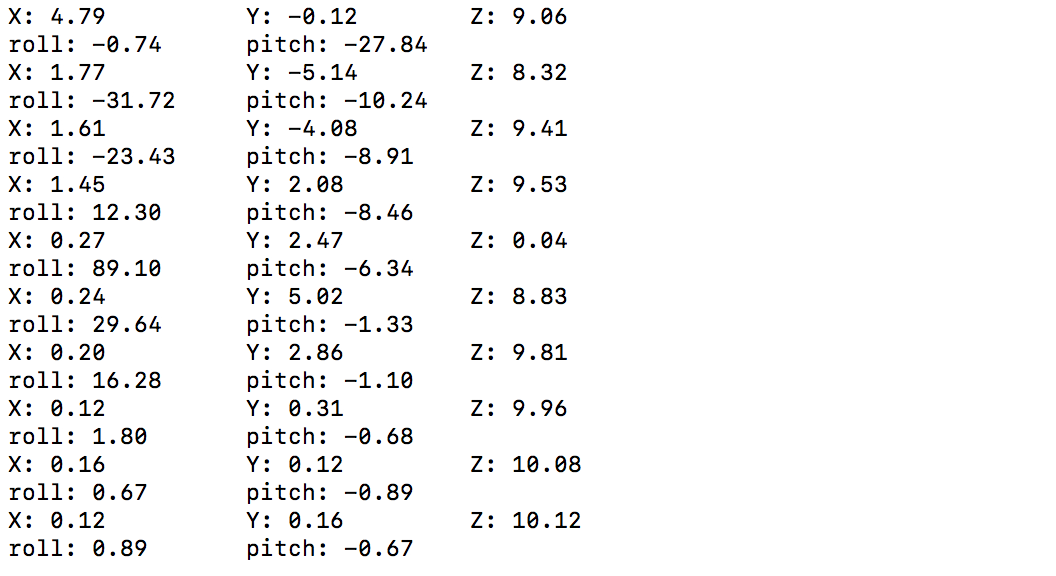 X: 4.79 Y: -0.12 Z: 9.06
roll: -0.74 pitch: -27.84
X: 1.77 Y: -5.14 Z: 8.32
roll: -31.72 pitch: -10.24
X: 1.61 Y: -4.08 Z: 9.41
roll: -23.43 pitch: -8.91
X: 1.45 Y: 2.08 Z: 9.53
roll: 12.30 pitch: -8.46
X: 0.27 Y: 2.47 Z: 0.04
roll: 89.10 pitch: -6.34
X: 0.24 Y: 5.02 Z: 8.83
roll: 29.64 pitch: -1.33
X: 0.20 Y: 2.86 Z: 9.81
roll: 16.28 pitch: -1.10
X: 0.12 Y: 0.31 Z: 9.96
roll: 1.80 pitch: -0.68
X: 0.16 Y: 0.12 Z: 10.08
roll: 0.67 pitch: -0.89
X: 0.12 Y: 0.16 Z: 10.12
roll: 0.89 pitch: -0.67